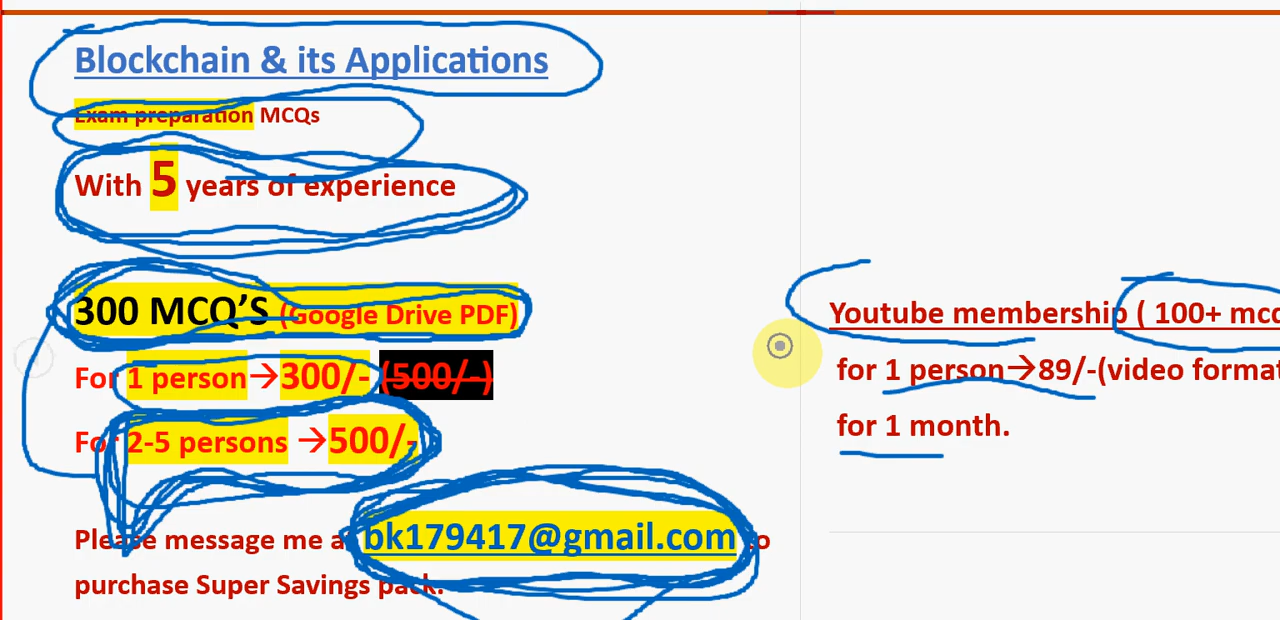 Blockchain & its Applications
Exam preparation MCQs
With 5 years of experience
300 MCQ'S (Google Drive PDF)
For 1 person→300/- (500/-)
For 2-5 persons →500/-
Please message me at bk179417@gmail.com to
purchase Super Savings pack.
Youtube membership ( 100+ mcq
for 1 person→89/-(video format
for 1 month.